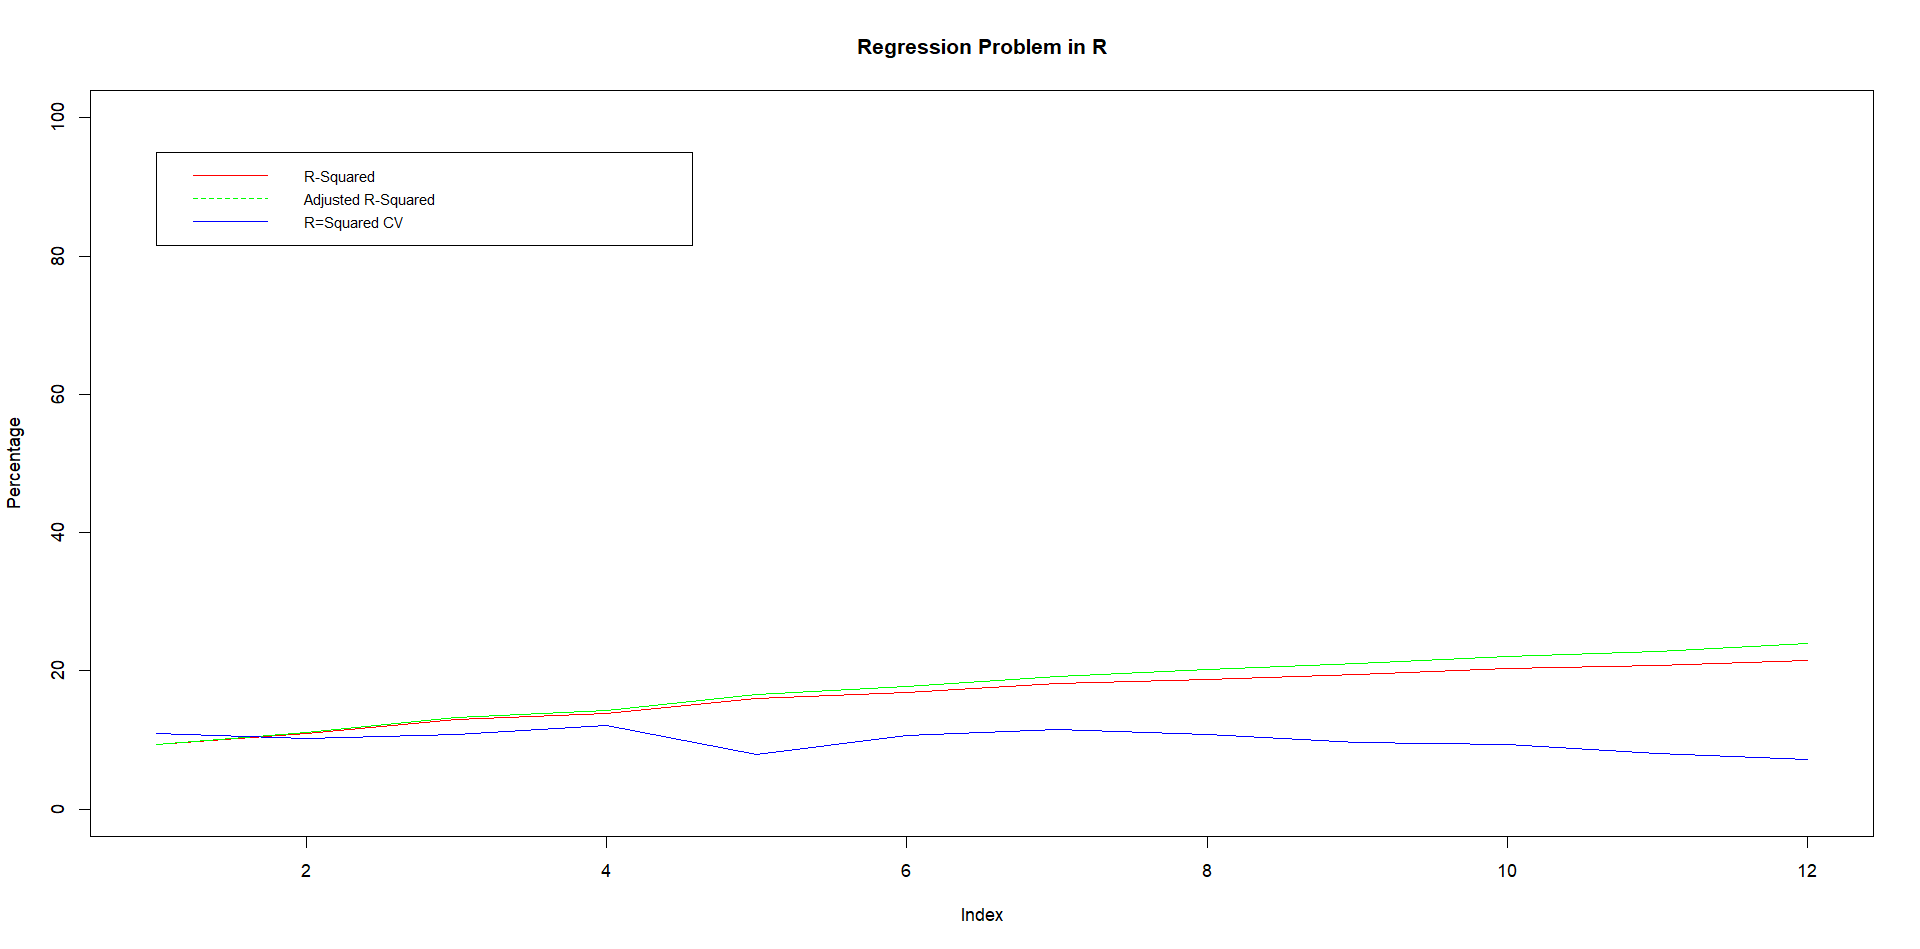 Regression Problem in R
100
80
60
40
20
0
Percentage
R-Squared
Adjusted R-Squared
R=Squared CV
2 4 6 8 10 12
Index